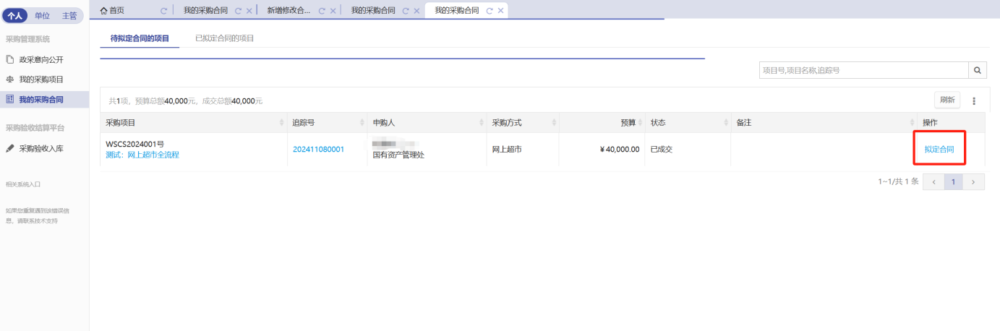 个人 单位 主管
首页 我的采购合同 新增修改合... 我的采购合同 我的采购合同
采购管理系统
政采意向公开
我的采购项目
我的采购合同
采购验收结算平台
采购验收入库
相关系统入口
如果您重复遇到该错误信
息，请联系技术支持
待拟定合同的项目 已拟定合同的项目
项目号,项目名称,追踪号
共1项，预算总额40,000元，成交总额40,000元 刷新
采购项目 追踪号 申购人 采购方式 预算 状态 备注 操作
WSCS2024001号
测试：网上超市全流程 202411080001 国有资产管理处 网上超市 ￥40,000.00 已成交 拟定合同
1~1/共 1 条 < 1 >